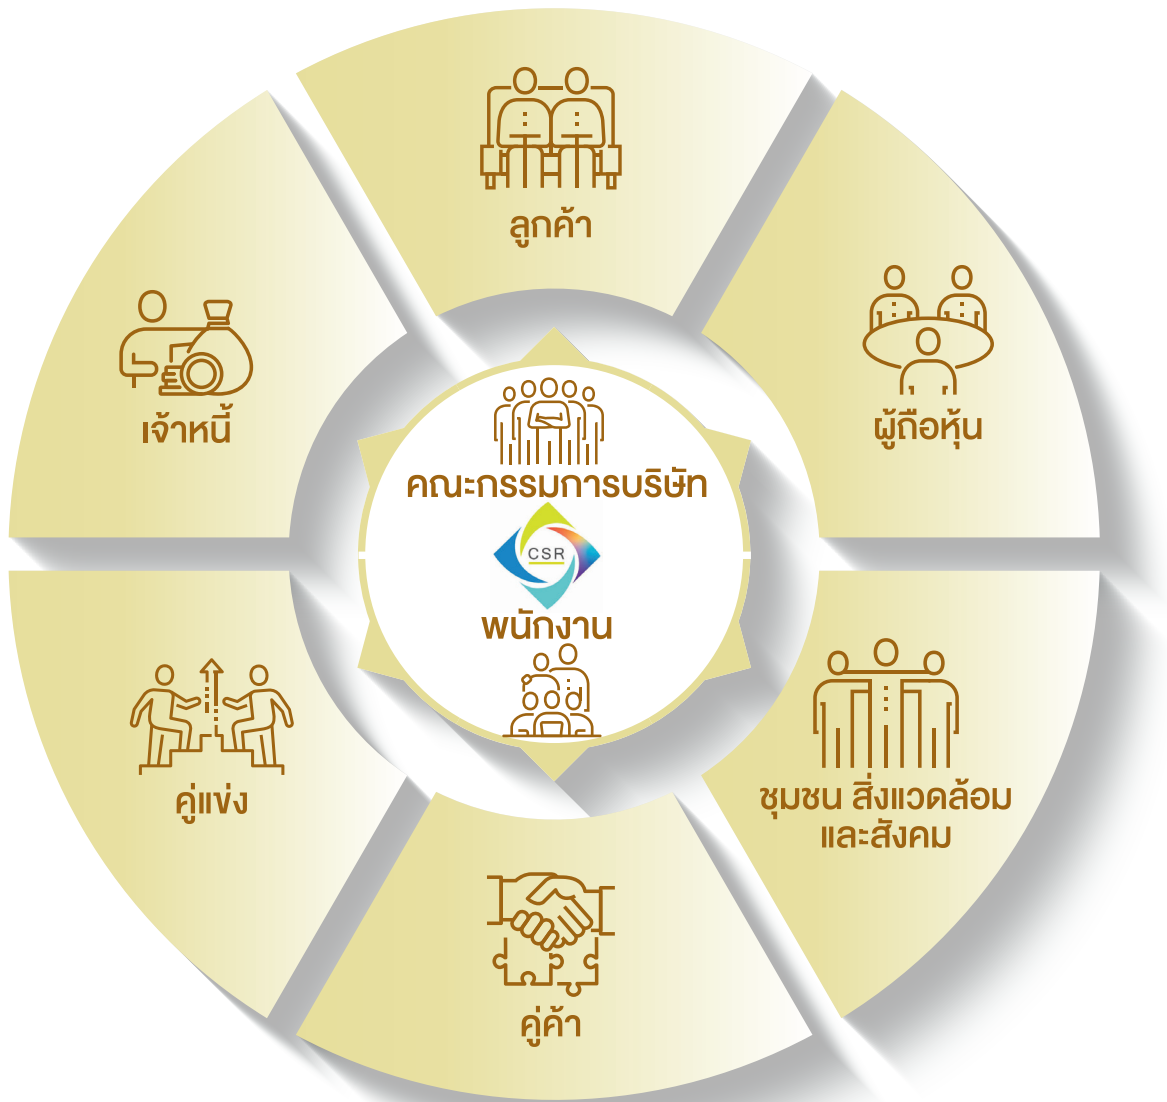 ลูกค้า
ผู้ถือหุ้น
เจ้าหนี้
คณะกรรมการบริษัท
CSR
พนักงาน
ชุมชน สิ่งแวดล้อม
และสังคม
คู่แข่ง
คู่ค้า